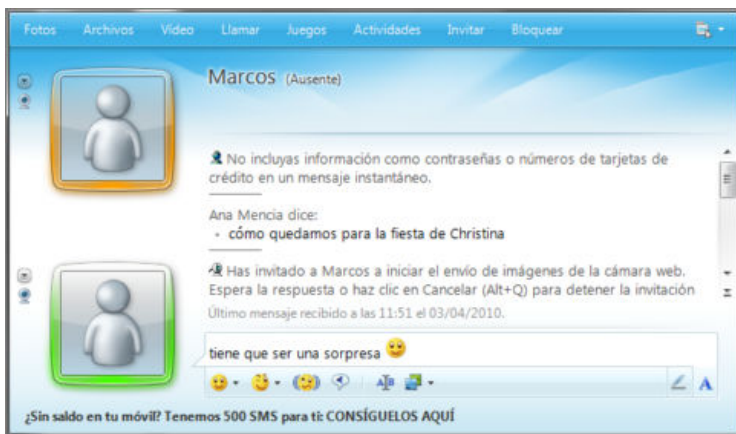 Fotos Archivos Vídeo Llamar Juegos Actividades Invitar Bloquear
Marcos (Ausente)
No incluyas información como contraseñas o números de tarjetas de
crédito en un mensaje instantáneo.
Ana Mencia dice:
cómo quedamos para la fiesta de Christina
Has invitado a Marcos a iniciar el envío de imágenes de la cámara web.
Espera la respuesta o haz clic en Cancelar (Alt+Q) para detener la invitación
Último mensaje recibido a las 11:51 el 03/04/2010.
tiene que ser una sorpresa
¿Sin saldo en tu móvil? Tenemos 500 SMS para ti: CONSÍGUELOS AQUÍ